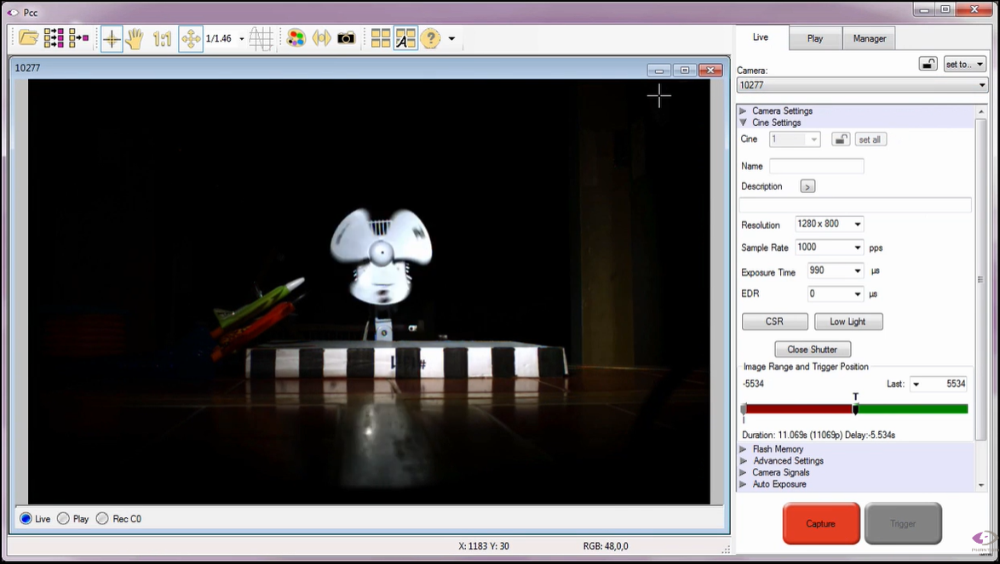 Pcc
1:1
1/1.46
A
?
10277
Live
Play
Manager
set to..
Camera:
10277
Camera Settings
Cine Settings
Cine
1
set all
Name
Description
>
Resolution
1280 x 800
Sample Rate
1000
pps
Exposure Time
990
µs
EDR
0
µs
CSR
Low Light
Close Shutter
Image Range and Trigger Position
-5534
Last:
5534
T
Duration: 11.069s (11069p) Delay:-5.534s
Flash Memory
Advanced Settings
Camera Signals
Auto Exposure
Live
Play
Rec C0
Capture
Trigger
X: 1183 Y: 30
RGB: 48,0,0
N